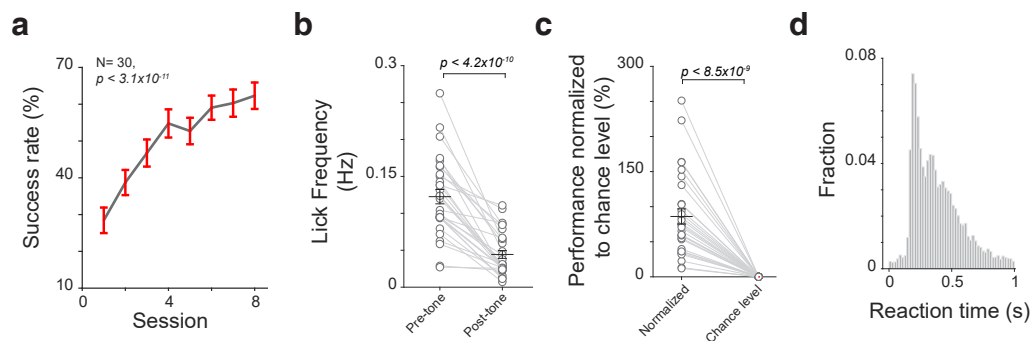 a
N= 30,
p < 3.1x10-11
Success rate (%)
70
40
10
0
4
8
Session
b
p < 4.2x10-10
Lick Frequency
(Hz)
0.3
0.15
0
Pre-tone
Post-tone
c
p < 8.5x10-9
Performance normalized
to chance level (%)
300
150
0
Normalized
Chance level
d
Fraction
0.08
0.04
0
0
0.5
1
Reaction time (s)